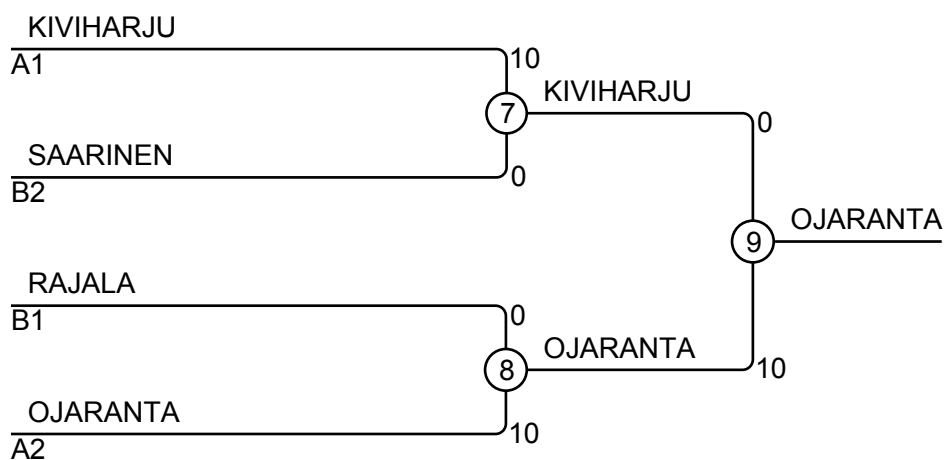 KIVIHARJU
A1
10
7
KIVIHARJU
0
SAARINEN
B2
0
9
OJARANTA
RAJALA
B1
0
8
OJARANTA
10
OJARANTA
A2
10